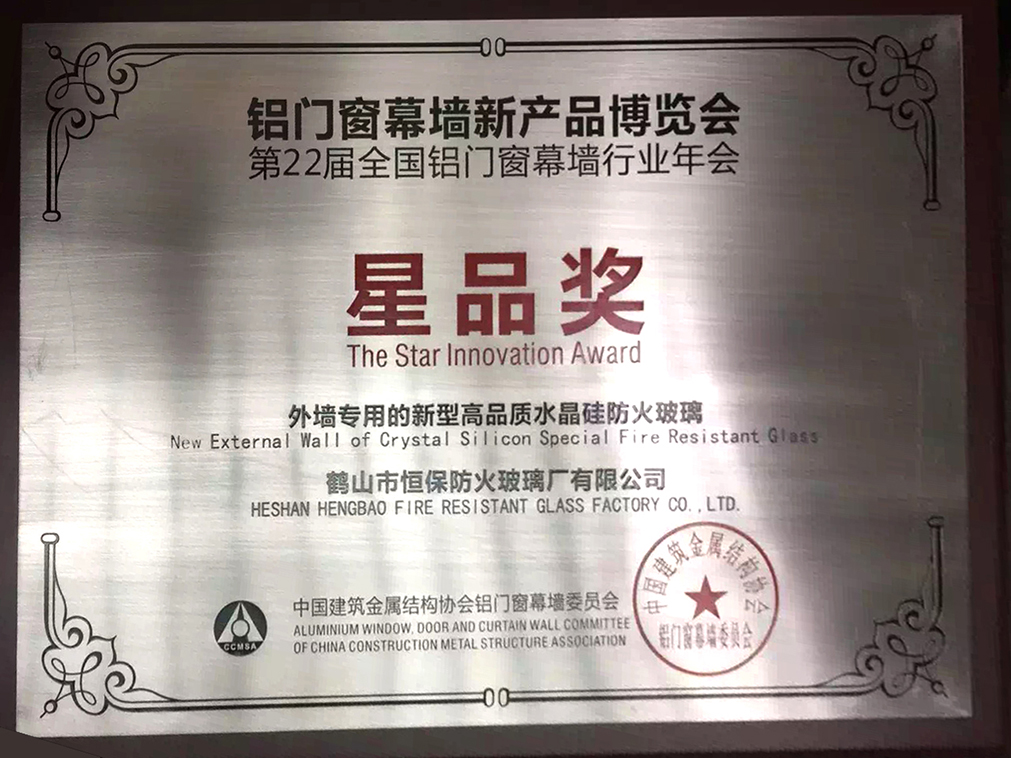 铝门窗幕墙新产品博览会
第22届全国铝门窗幕墙行业年会
星品奖
The Star Innovation Award
外墙专用的新型高品质水晶硅防火玻璃
New External Wall of Crystal Silicon Special Fire Resistant Glass
鹤山市恒保防火玻璃厂有限公司
HESHAN HENGBAO FIRE RESISTANT GLASS FACTORY CO.,LTD.
中国建筑金属结构协会铝门窗幕墙委员会
ALUMINIUM WINDOW, DOOR AND CURTAIN WALL COMMITTEE
OF CHINA CONSTRUCTION METAL STRUCTURE ASSOCIATION
CCMSA
中国建筑金属结构协会
铝门窗幕墙委员会